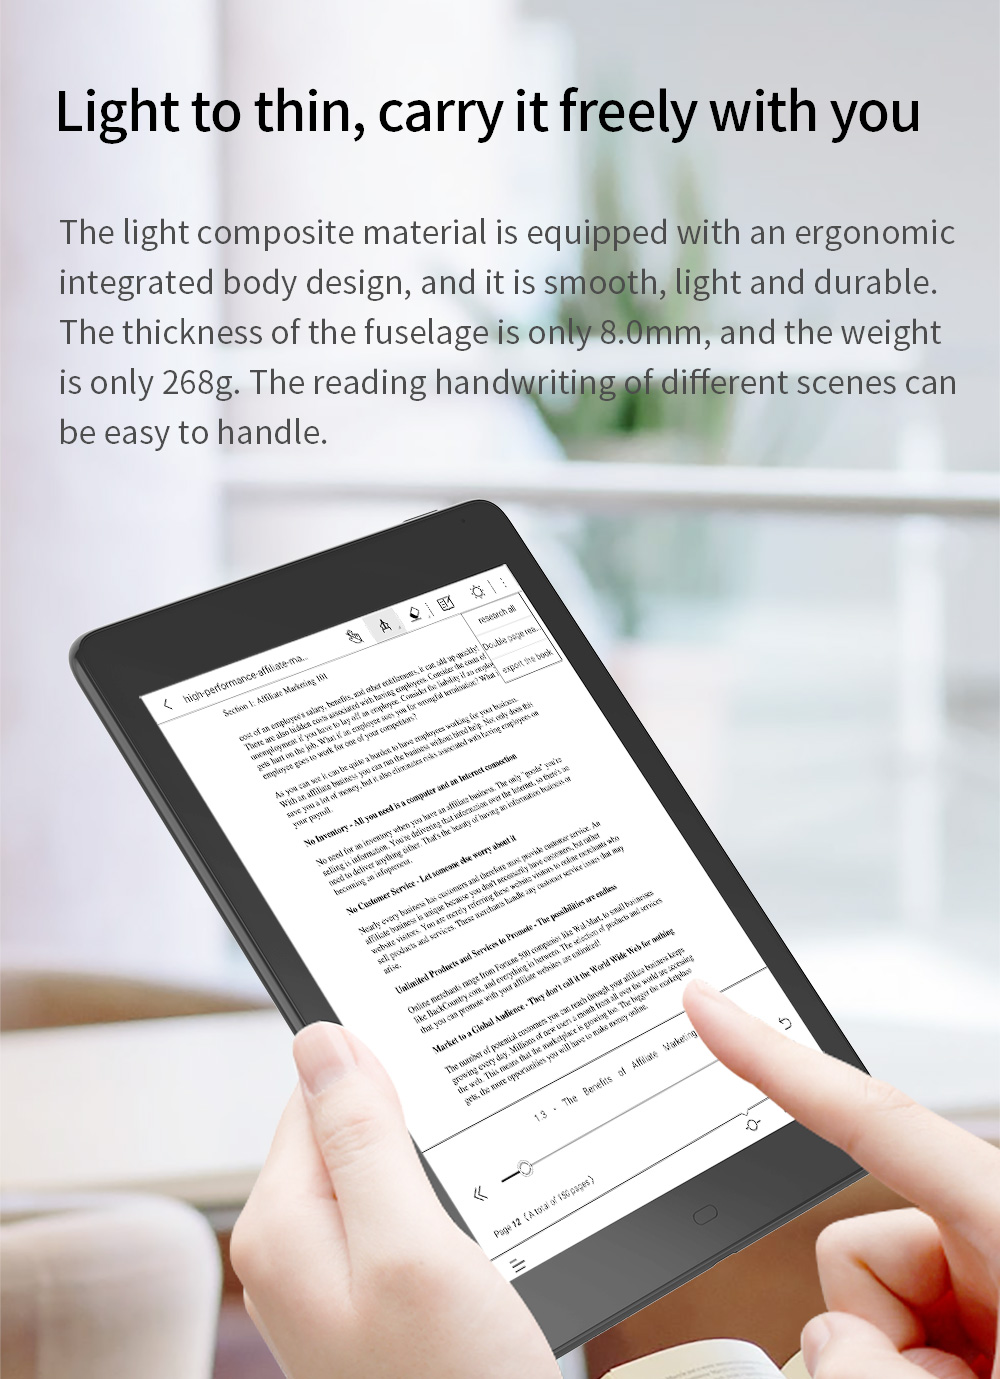 Light to thin, carry it freely with you
The light composite material is equipped with an ergonomic
integrated body design, and it is smooth, light and durable.
The thickness of the fuselage is only 8.0mm, and the weight
is only 268g. The reading handwriting of different scenes can
be easy to handle.
high-performance-affiliate-ma...
research all
Double page rea..
export the book
Section 1: Affiliate Marketing 101
cost of an employee's salary, benefits, and other entitlements, it can add up quickly!
There are also hidden costs associated with having employees. Consider the costs of
unemployment if you have to lay off an employee. Consider the liability if an employ
gets hurt on the job. What if an employee sues you for wrongful termination? What
employee goes to work for one of your competitors?
As you can see it can be quite a burden to have employees working for your business.
With an affiliate business you can run the business without hired help. Not only does this
save you a lot of money, but it also eliminates risks associated with having employees on
your payroll.
No Inventory - All you need is a computer and an Internet connection
No need for an inventory when you have an affiliate business. The only "goods" you're
selling is information. You're delivering that information over the Internet, so there's no
need to deliver anything either. That's the beauty of having an information business or
becoming an infopreneur.
No Customer Service - Let someone else worry about it
Nearly every business has customers and therefore must provide customer service. An
affiliate business is unique because you don't necessarily have customers, but rather
website visitors. You are merely referring these website visitors to online merchants who
sell products and services. These merchants handle any customer service issues that may
arise.
Unlimited Products and Services to Promote - The possibilities are endless
Online merchants range from Fortune 500 companies, like Wal-Mart, to small businesses
like BackCountry.com, and everything in between. The selection of products and services
that you can promote with your affiliate websites are unlimited!
Market to a Global Audience - They don't call it the World Wide Web for nothing
The number of potential customers you can reach through your affiliate business keeps
growing every day. Millions of new users a month from all over the world are accessing
the web. This means that the marketplace is growing too. The bigger the marketplace
gets, the more opportunities you will have to make money online.
1.3 - The Benefits of Affiliate Marketing
Page 12 (A total of 150 pages)